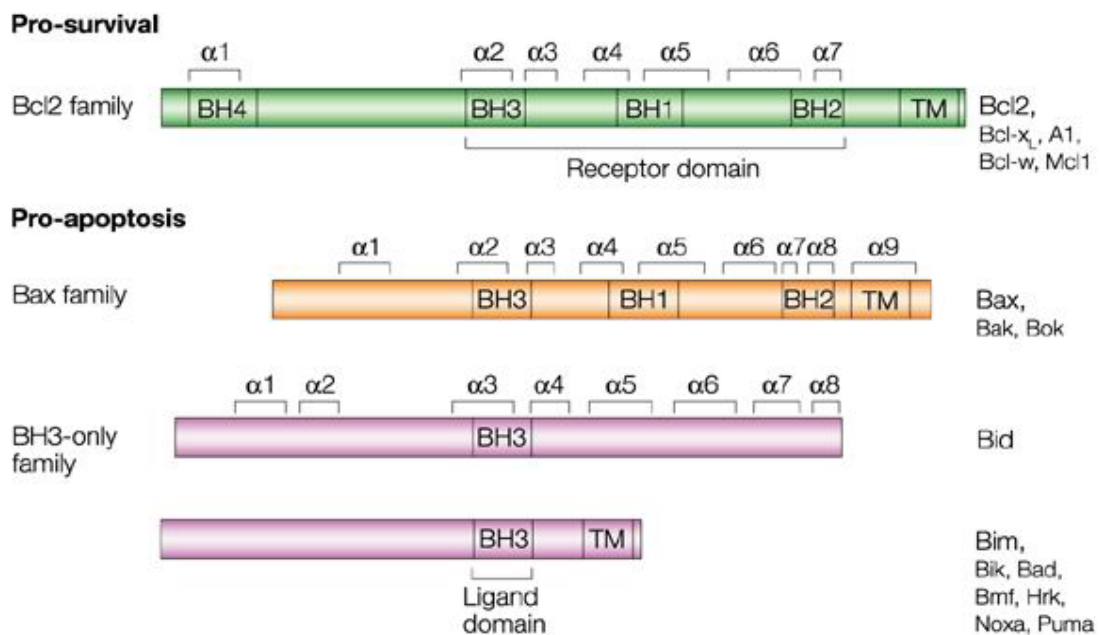 Pro-survival
α1 α2 α3 α4 α5 α6 α7
Bcl2 family BH4 BH3 BH1 BH2 TM Bcl2,
Bcl-xL, A1,
Bcl-w, Mcl1
Receptor domain
Pro-apoptosis
α1 α2 α3 α4 α5 α6 α7 α8 α9
Bax family BH3 BH1 BH2 TM Bax,
Bak, Bok
α1 α2 α3 α4 α5 α6 α7 α8
BH3-only
family
BH3 Bid
BH3 TM Bim,
Bik, Bad,
Bmf, Hrk,
Noxa, Puma
Ligand
domain